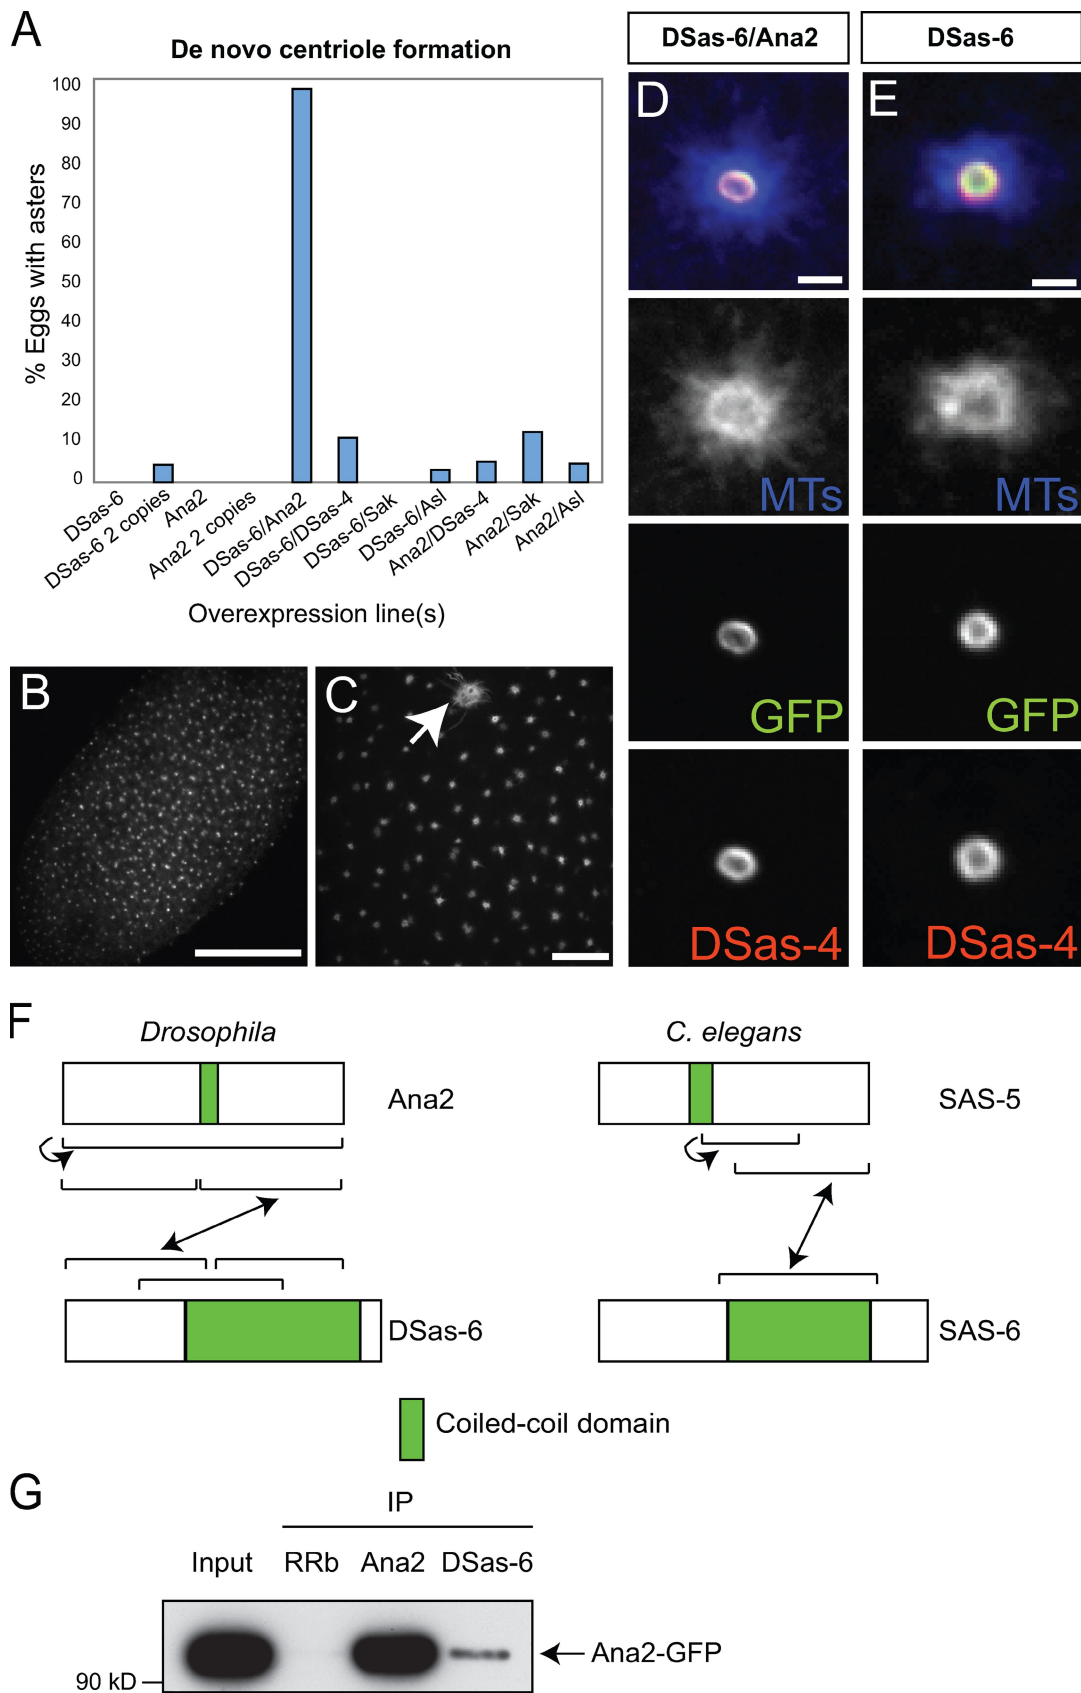 A
De novo centriole formation
% Eggs with asters
100
90
80
70
60
50
40
30
20
10
0
DSas-6
DSas-6 2 copies
Ana2
Ana2 2 copies
DSas-6/Ana2
DSas-6/DSas-4
DSas-6/Sak
DSas-6/Asl
Ana2/DSas-4
Ana2/Sak
Ana2/Asl
Overexpression line(s)
B
C
DSas-6/Ana2
DSas-6
D
E
MTs
MTs
GFP
GFP
DSas-4
DSas-4
F
Drosophila
C. elegans
Ana2
SAS-5
DSas-6
SAS-6
Coiled-coil domain
G
IP
Input RRb Ana2 DSas-6
Ana2-GFP
90 kD